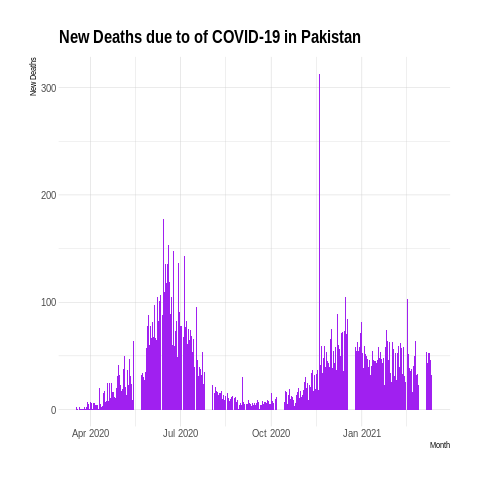 New Deaths due to of COVID-19 in Pakistan
New Deaths
300
200
100
0
Apr 2020 Jul 2020 Oct 2020 Jan 2021
Month